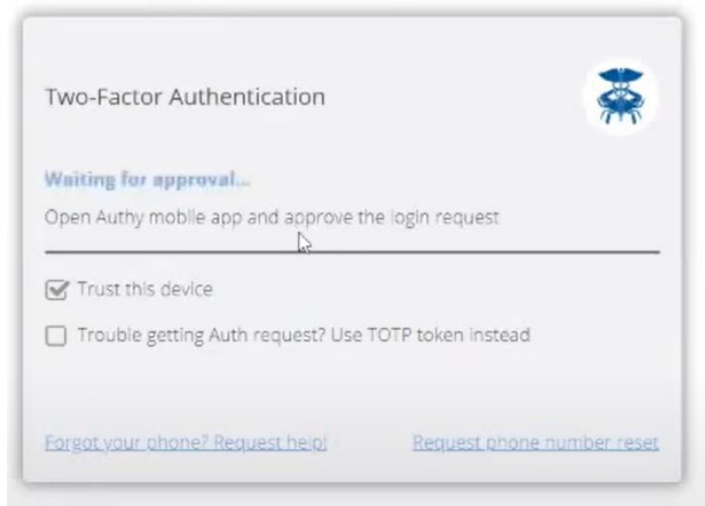 Two-Factor Authentication
Waiting for approval...
Open Authy mobile app and approve the login request
Trust this device
Trouble getting Auth request? Use TOTP token instead
Forgot your phone? Request help!
Request phone number reset